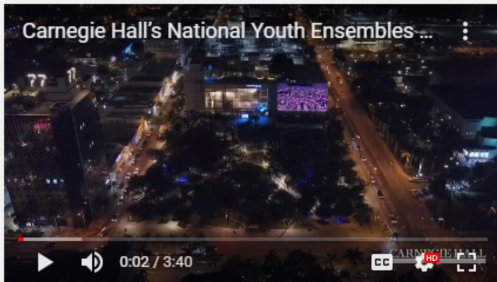 Carnegie Hall's National Youth Ensembles ...
77
CARNEGIE HALL
0:02 / 3:40
CC
HD